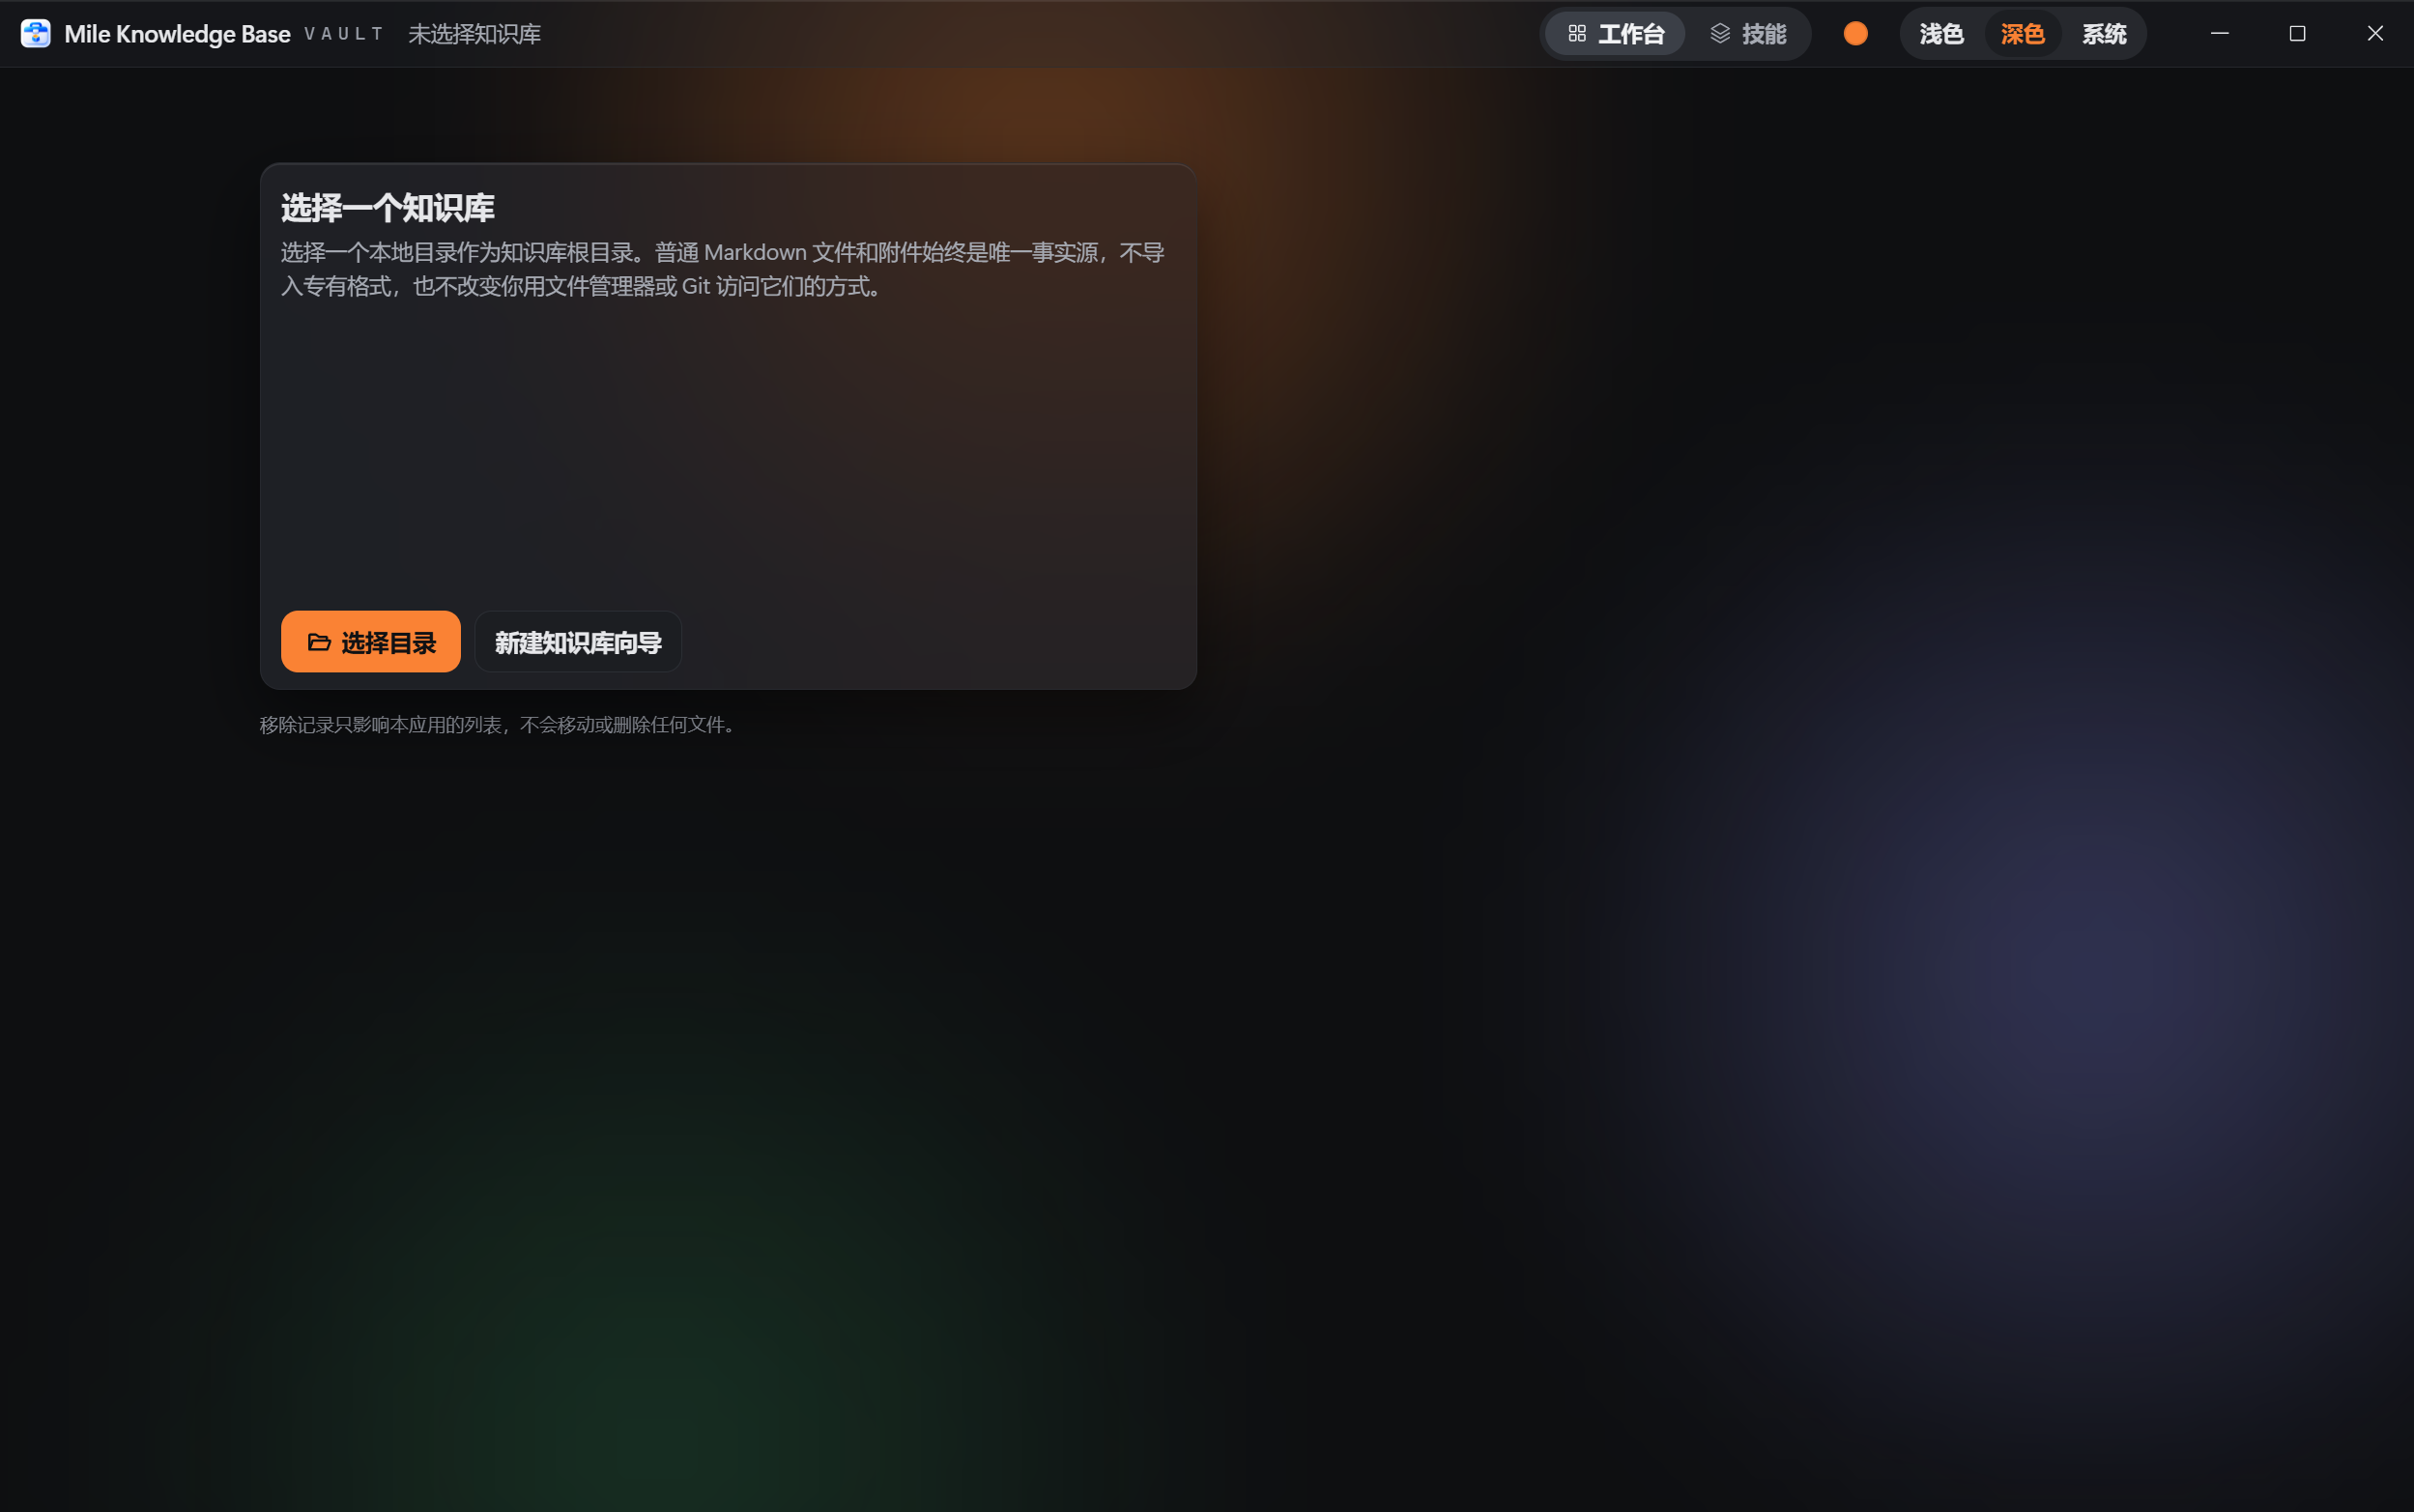 Mile Knowledge Base VAULT 未选择知识库
工作台 技能 浅色 深色 系统
选择一个知识库
选择一个本地目录作为知识库根目录。普通 Markdown 文件和附件始终是唯一事实源，不导
入专有格式，也不改变你用文件管理器或 Git 访问它们的方式。
选择目录 新建知识库向导
移除记录只影响本应用的列表，不会移动或删除任何文件。